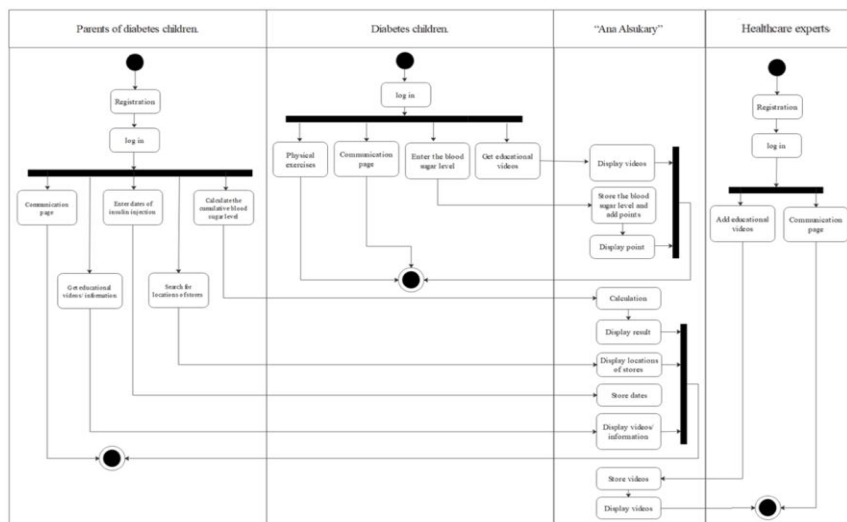 Parents of diabetes children.
Diabetes children.
“Ana Alsukary”
Healthcare experts
Registration
log in
Communication
page
Get educational
videos/ information
Enter dates of
insulin injection
Search for
locations of stores
Calculate the
cumulative blood
sugar level
log in
Physical
exercises
Communication
page
Enter the blood
sugar level
Get educational
videos
Display videos
Store the blood
sugar level and
add points
Display point
Calculation
Display result
Display locations
of stores
Store dates
Display videos/
information
Store videos
Display videos
Registration
log in
Add educational
videos
Communication
page